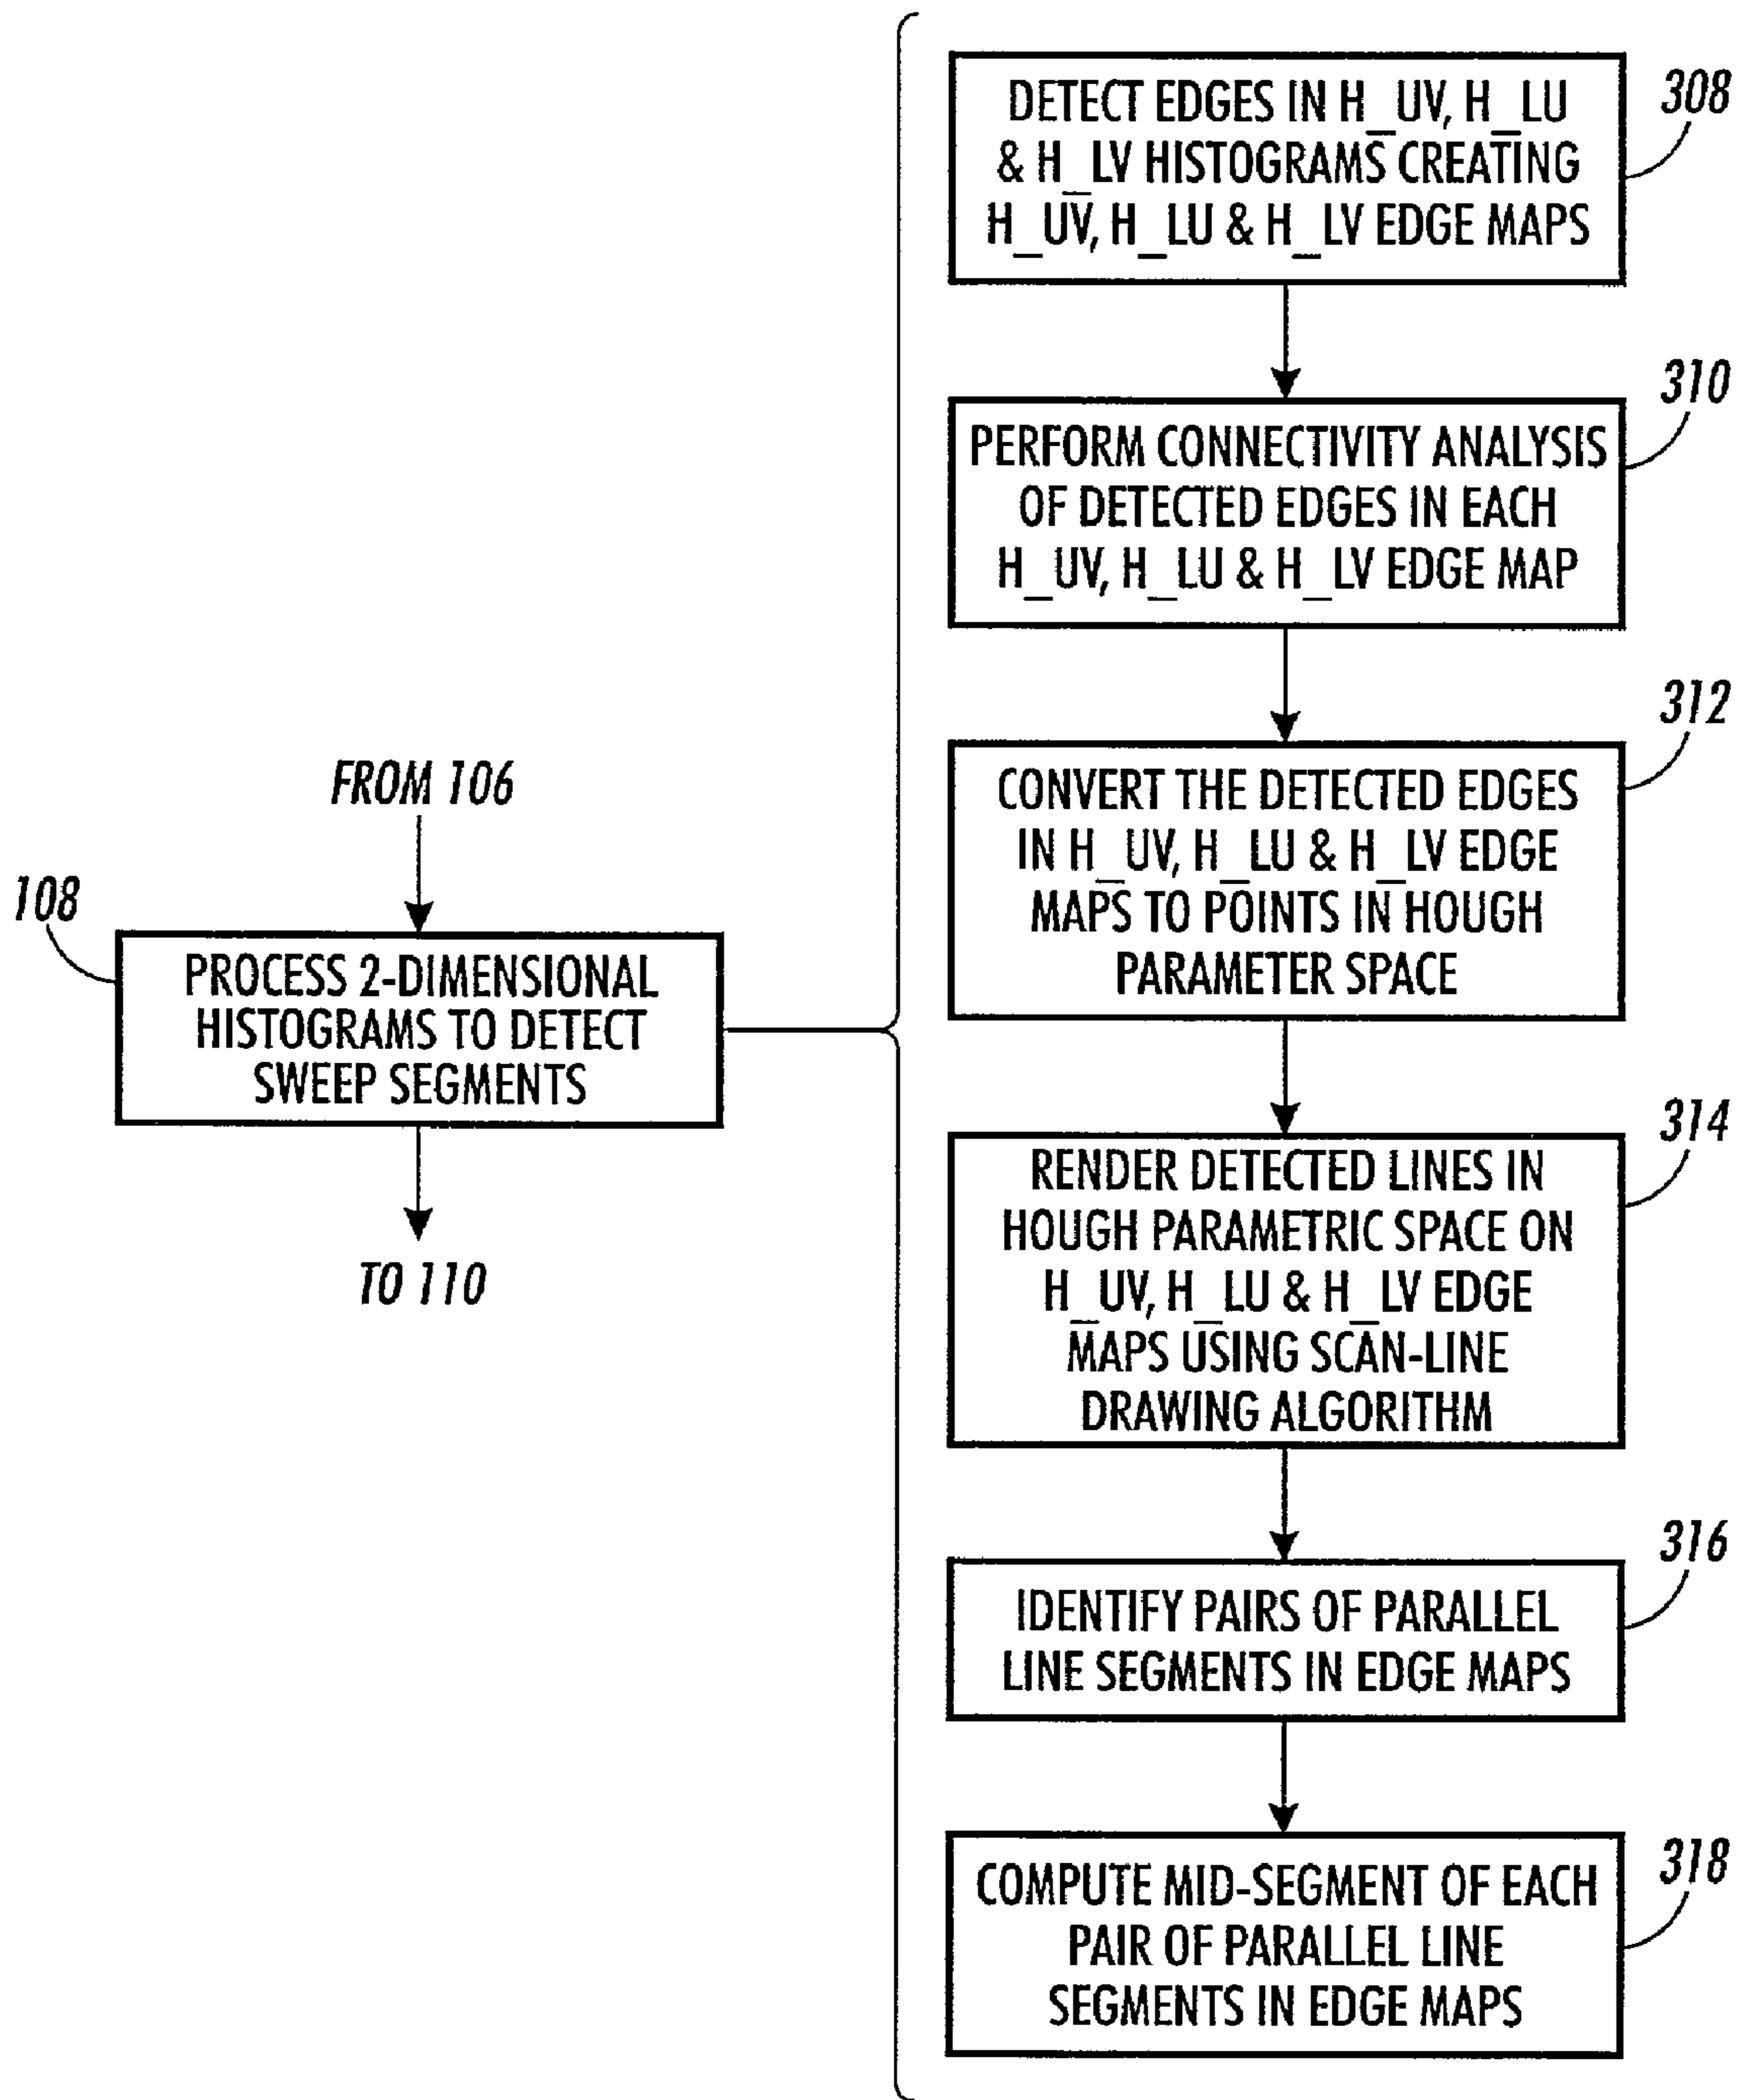 FROM 106
108
PROCESS 2-DIMENSIONAL
HISTOGRAMS TO DETECT
SWEEP SEGMENTS
TO 110
308
DETECT EDGES IN H_UV, H_LU
& H_LV HISTOGRAMS CREATING
H_UV, H_LU & H_LV EDGE MAPS
310
PERFORM CONNECTIVITY ANALYSIS
OF DETECTED EDGES IN EACH
H_UV, H_LU & H_LV EDGE MAP
312
CONVERT THE DETECTED EDGES
IN H_UV, H_LU & H_LV EDGE
MAPS TO POINTS IN HOUGH
PARAMETER SPACE
314
RENDER DETECTED LINES IN
HOUGH PARAMETRIC SPACE ON
H_UV, H_LU & H_LV EDGE
MAPS USING SCAN-LINE
DRAWING ALGORITHM
316
IDENTIFY PAIRS OF PARALLEL
LINE SEGMENTS IN EDGE MAPS
318
COMPUTE MID-SEGMENT OF EACH
PAIR OF PARALLEL LINE
SEGMENTS IN EDGE MAPS